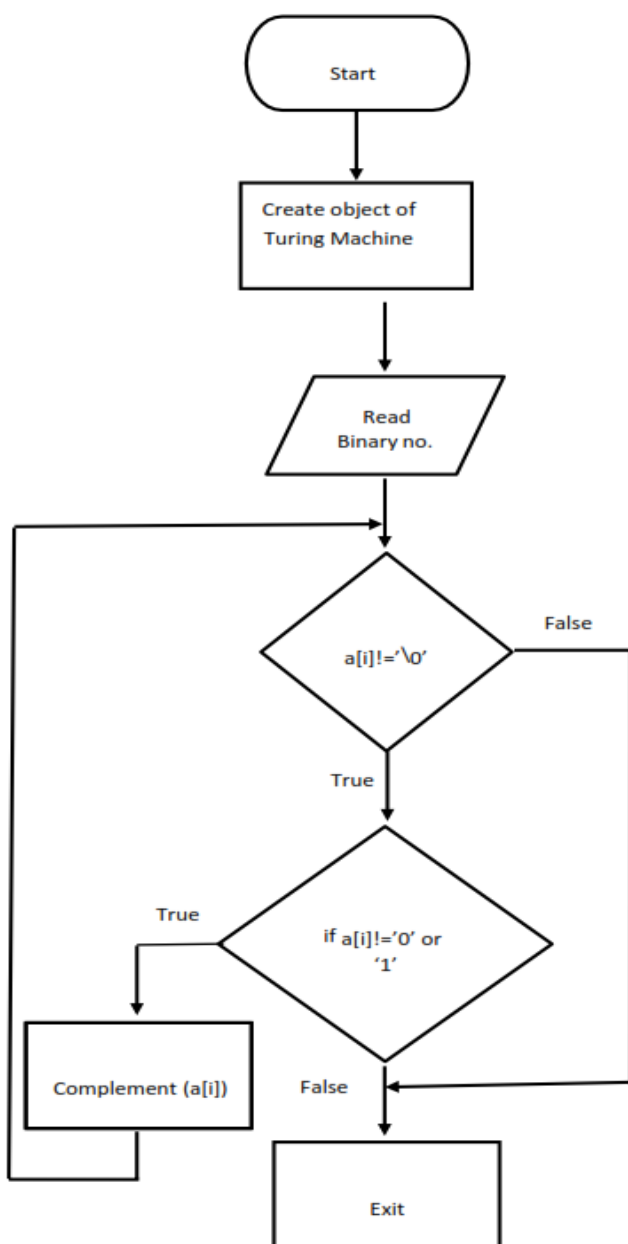 Start
Create object of
Turing Machine
Read
Binary no.
a[i]!='\0'
False
True
if a[i]!='0' or
'1'
True
Complement (a[i])
False
Exit